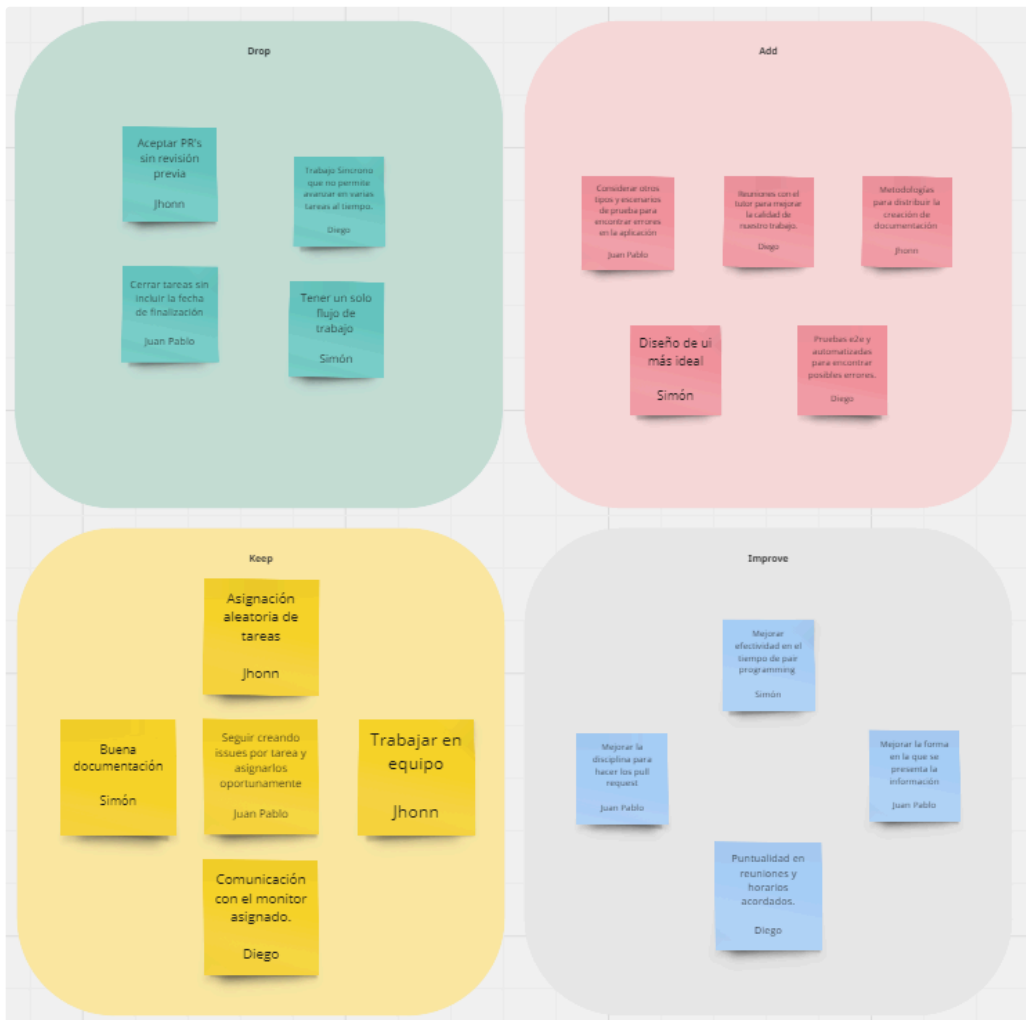 Drop
Aceptar PR's
sin revisión
previa
Jhonn
Trabajo Sincrono
que no permite
avanzar en varias
tareas al tiempo.
Diego
Cerrar tareas sin
incluir la fecha
de finalización
Juan Pablo
Tener un solo
flujo de
trabajo
Simón
Add
Considerar otros
tipos y escenarios
de prueba para
encontrar errores
en la aplicación
Juan Pablo
Reuniones con el
tutor para mejorar
la calidad de
nuestro trabajo.
Diego
Metodologías
para distribuir la
creación de
documentación
Jhonn
Diseño de ui
más ideal
Simón
Pruebas e2e y
automatizadas
para encontrar
posibles errores.
Diego
Keep
Asignación
aleatoria de
tareas
Jhonn
Buena
documentación
Simón
Seguir creando
issues por tarea y
asignarlos
oportunamente
Juan Pablo
Trabajar en
equipo
Jhonn
Comunicación
con el monitor
asignado.
Diego
Improve
Mejorar
efectividad en el
tiempo de pair
programming
Simón
Mejorar la
disciplina para
hacer los pull
request
Juan Pablo
Mejorar la forma
en la que se
presenta la
información
Juan Pablo
Puntualidad en
reuniones y
horarios
acordados.
Diego